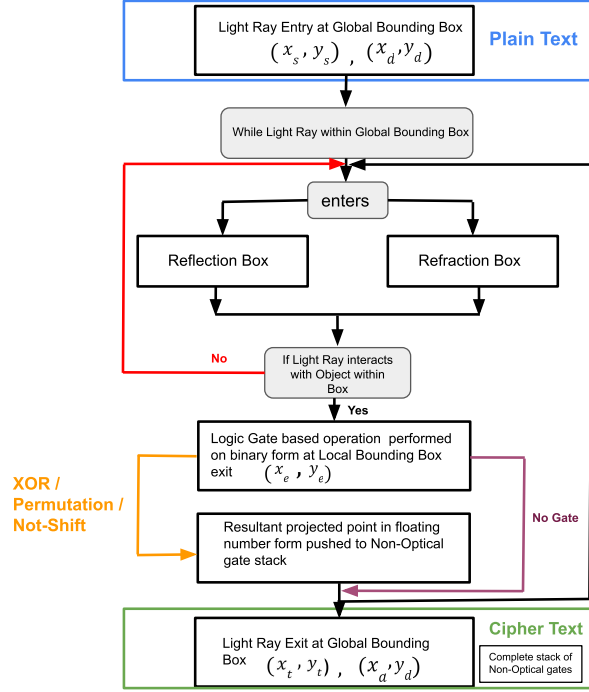 Light Ray Entry at Global Bounding Box
(x_s, y_s) , (x_d, y_d)
Plain Text
While Light Ray within Global Bounding Box
enters
Reflection Box
Refraction Box
No
If Light Ray interacts
with Object within
Box
Yes
Logic Gate based operation performed
on binary form at Local Bounding Box
exit (x_e, y_e)
XOR /
Permutation /
Not-Shift
No Gate
Resultant projected point in floating
number form pushed to Non-Optical
gate stack
Cipher Text
Light Ray Exit at Global Bounding
Box (x_t, y_t) , (x_a, y_d)
Complete stack of
Non-Optical gates